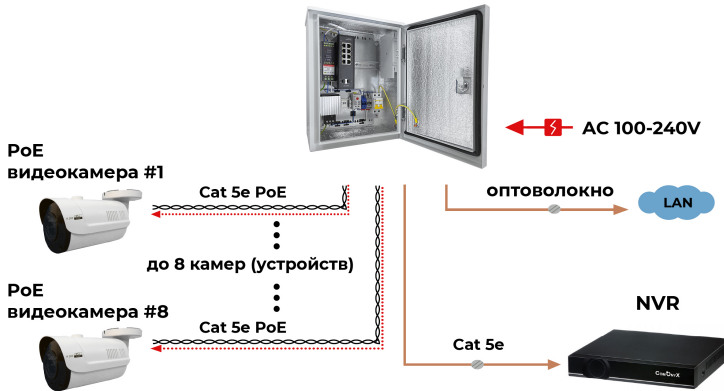 AC 100-240V
PoE
видеокамера #1
Cat 5e PoE
оптоволокно
LAN
до 8 камер (устройств)
PoE
видеокамера #8
Cat 5e PoE
NVR
Cat 5e